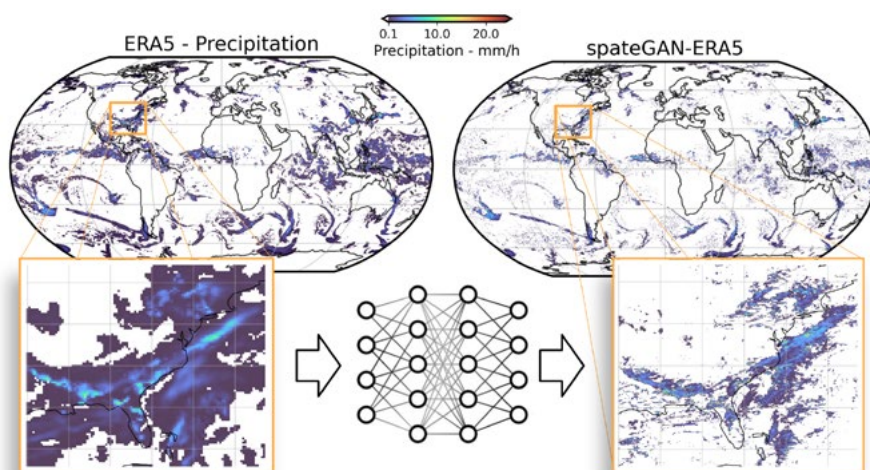 ERA5 - Precipitation
0.1 10.0 20.0
Precipitation - mm/h
spateGAN-ERA5